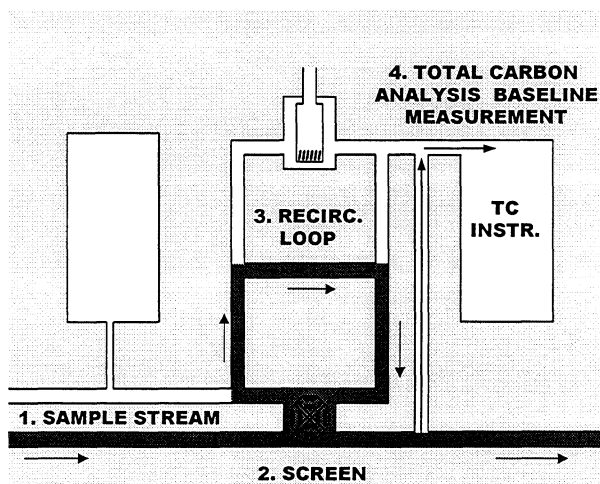 4. TOTAL CARBON
ANALYSIS BASELINE
MEASUREMENT
3. RECIRC.
LOOP
TC
INSTR.
1. SAMPLE STREAM
2. SCREEN